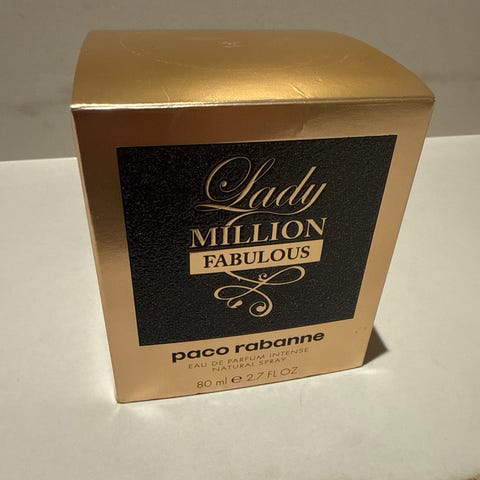 Lady
MILLION
FABULOUS
paco rabanne
EAU DE PARFUM INTENSE
NATURAL SPRAY
80 ml ℮ 2.7 FL OZ